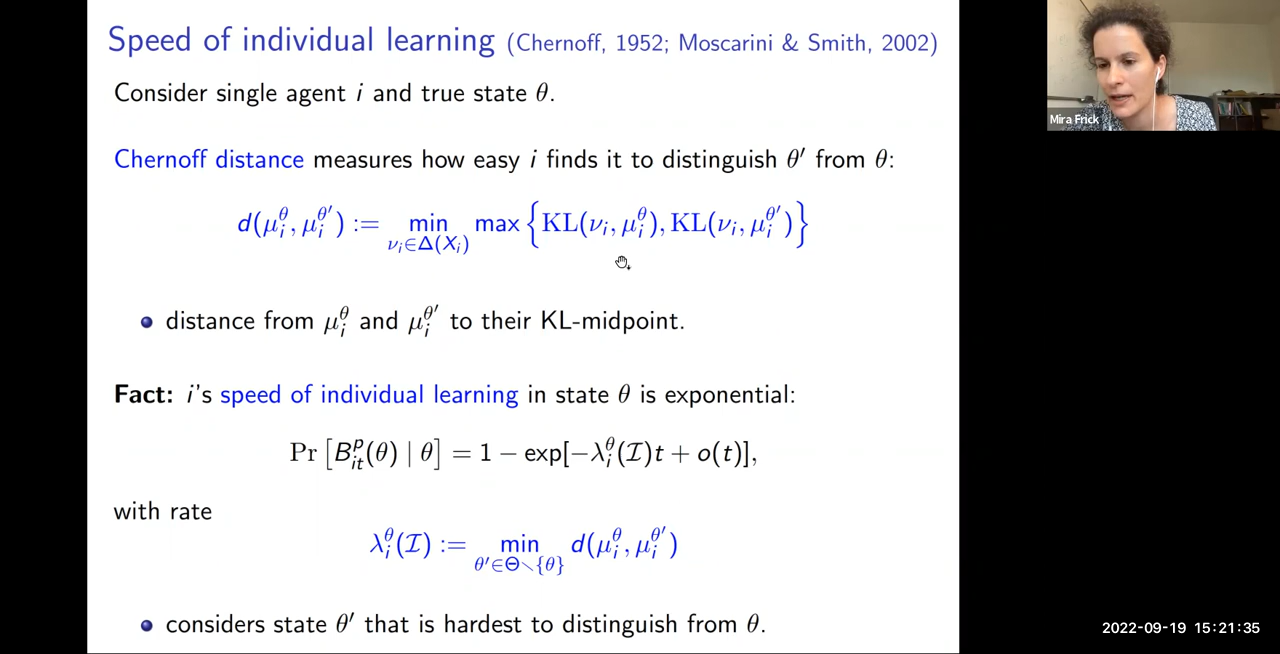 Speed of individual learning (Chernoff, 1952; Moscarini & Smith, 2002)
Consider single agent i and true state θ.
Chernoff distance measures how easy i finds it to distinguish θ′ from θ:
d(μ_i^θ, μ_i^θ′) := min_{ν_i∈Δ(X_i)} max {KL(ν_i, μ_i^θ), KL(ν_i, μ_i^θ′)}
• distance from μ_i^θ and μ_i^θ′ to their KL-midpoint.
Fact: i's speed of individual learning in state θ is exponential:
Pr [B_it^p(θ) | θ] = 1 − exp[−λ_i^θ(ℐ)t + o(t)],
with rate
λ_i^θ(ℐ) := min_{θ′∈Θ∖{θ}} d(μ_i^θ, μ_i^θ′)
• considers state θ′ that is hardest to distinguish from θ.
Mira Frick
2022-09-19 15:21:35